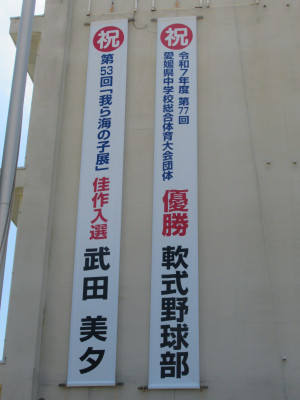 祝
令和7年度 第77回
愛媛県中学校総合体育大会団体
優勝 軟式野球部
祝
第53回「我ら海の子展」佳作入選 武田 美夕